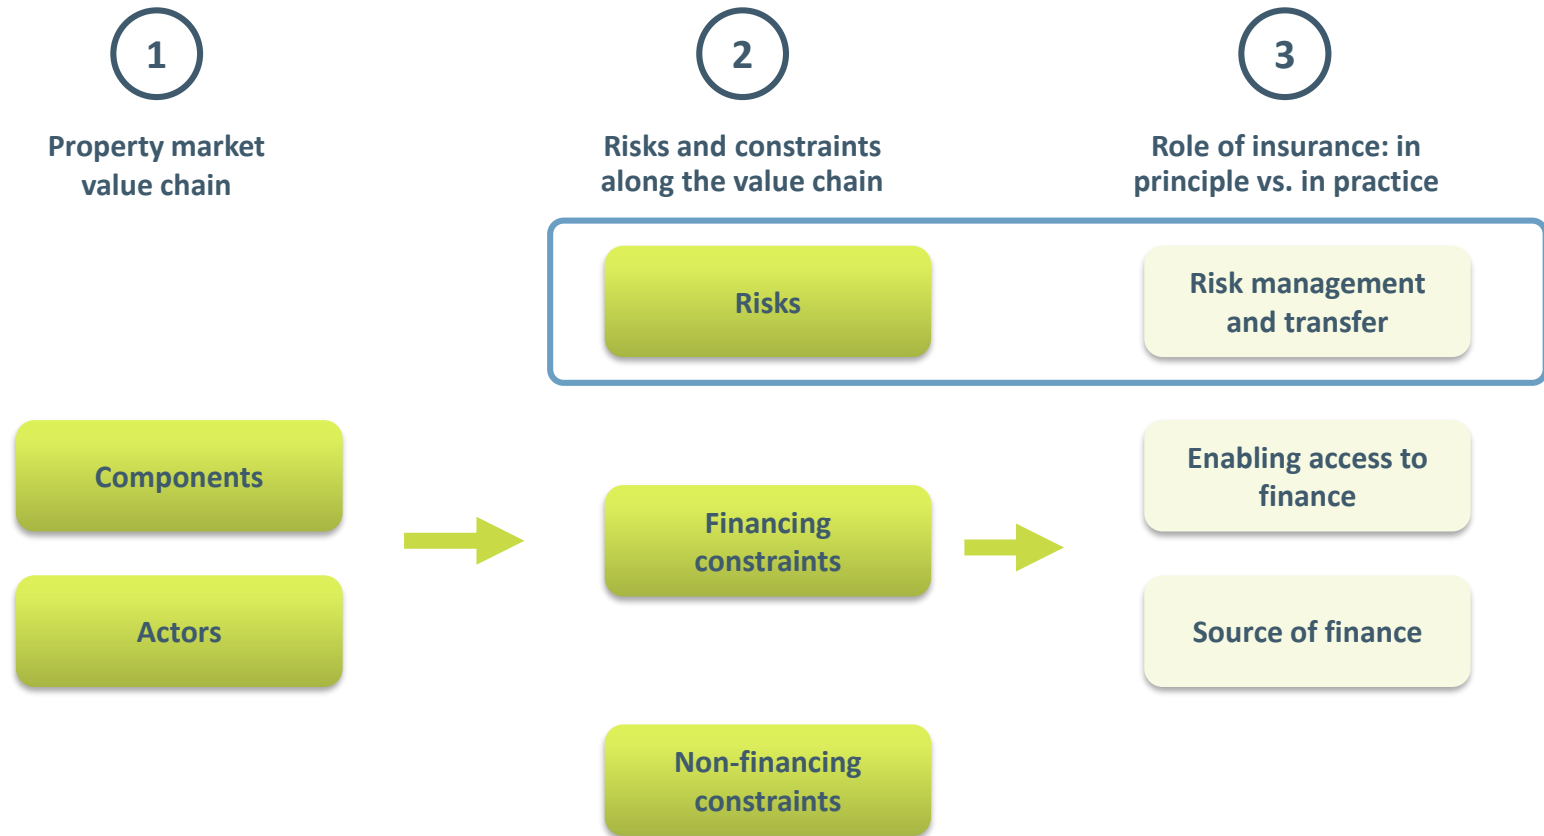 1
Property market
value chain
2
Risks and constraints
along the value chain
3
Role of insurance: in
principle vs. in practice
Risks
Risk management
and transfer
Components
Actors
Financing
constraints
Enabling access to
finance
Source of finance
Non-financing
constraints